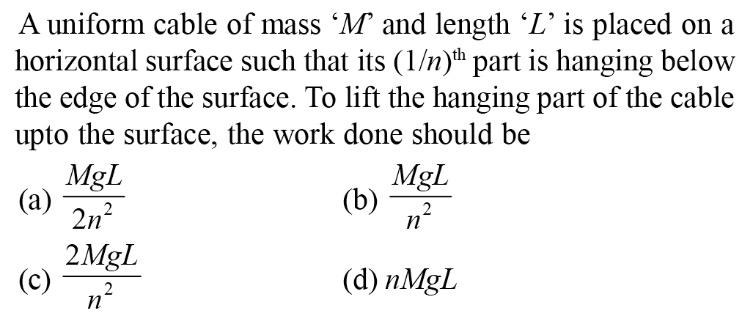 A uniform cable of mass ‘M’ and length ‘L’ is placed on a
horizontal surface such that its (1/n)th part is hanging below
the edge of the surface. To lift the hanging part of the cable
upto the surface, the work done should be
(a) MgL/2n² (b) MgL/n²
(c) 2MgL/n² (d) nMgL